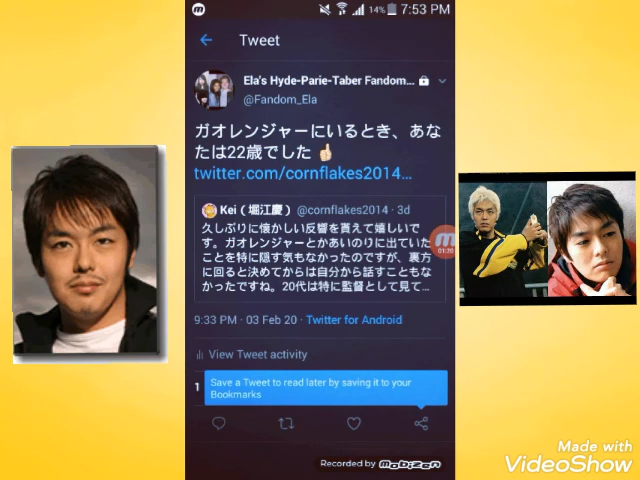 14% 7:53 PM
Tweet
Ela's Hyde-Parie-Taber Fandom...
@Fandom_Ela
ガオレンジャーにいるとき、あな
たは22歳でした ☝🏻
twitter.com/cornflakes2014...
Kei（堀江慶） @cornflakes2014 · 3d
久しぶりに懐かしい反響を貰えて嬉しいで
す。ガオレンジャーとかあいのりに出ていた
ことを特に隠す気もなかったのですが、裏方
に回ると決めてからは自分から話すこともな
かったですね。20代は特に監督として見て...
01:20
9:33 PM · 03 Feb 20 · Twitter for Android
View Tweet activity
1
Save a Tweet to read later by saving it to your
Bookmarks
Recorded by Mobizen
Made with
VideoShow